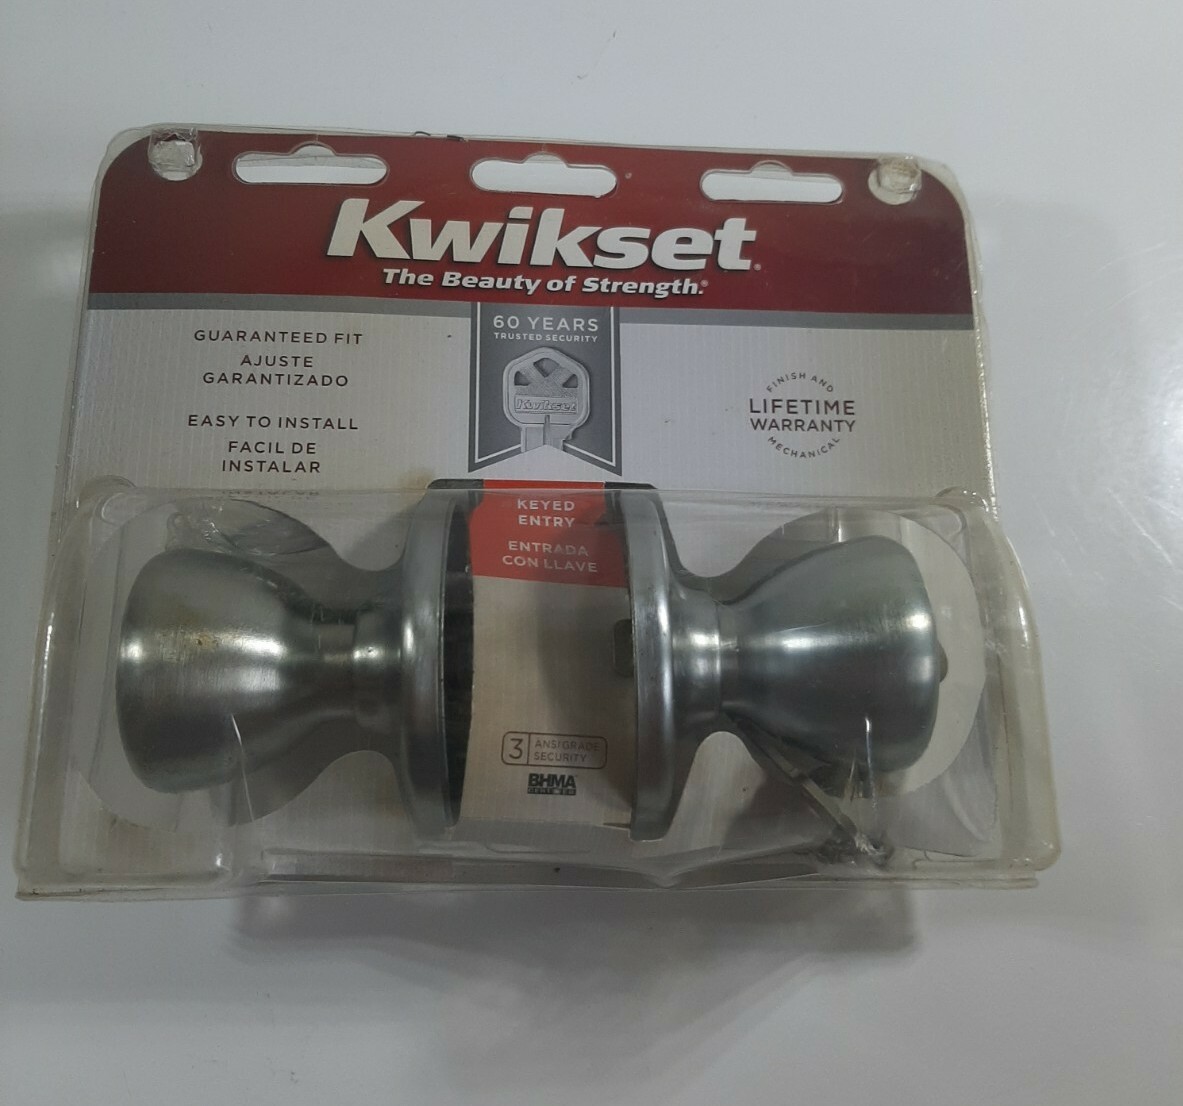 Kwikset
The Beauty of Strength.®
60 YEARS
TRUSTED SECURITY
Kwikset
GUARANTEED FIT
AJUSTE
GARANTIZADO
EASY TO INSTALL
FACIL DE
INSTALAR
FINISH AND
LIFETIME
WARRANTY
MECHANICAL
KEYED
ENTRY
ENTRADA
CON LLAVE
3 ANSI GRADE
SECURITY
BHMA